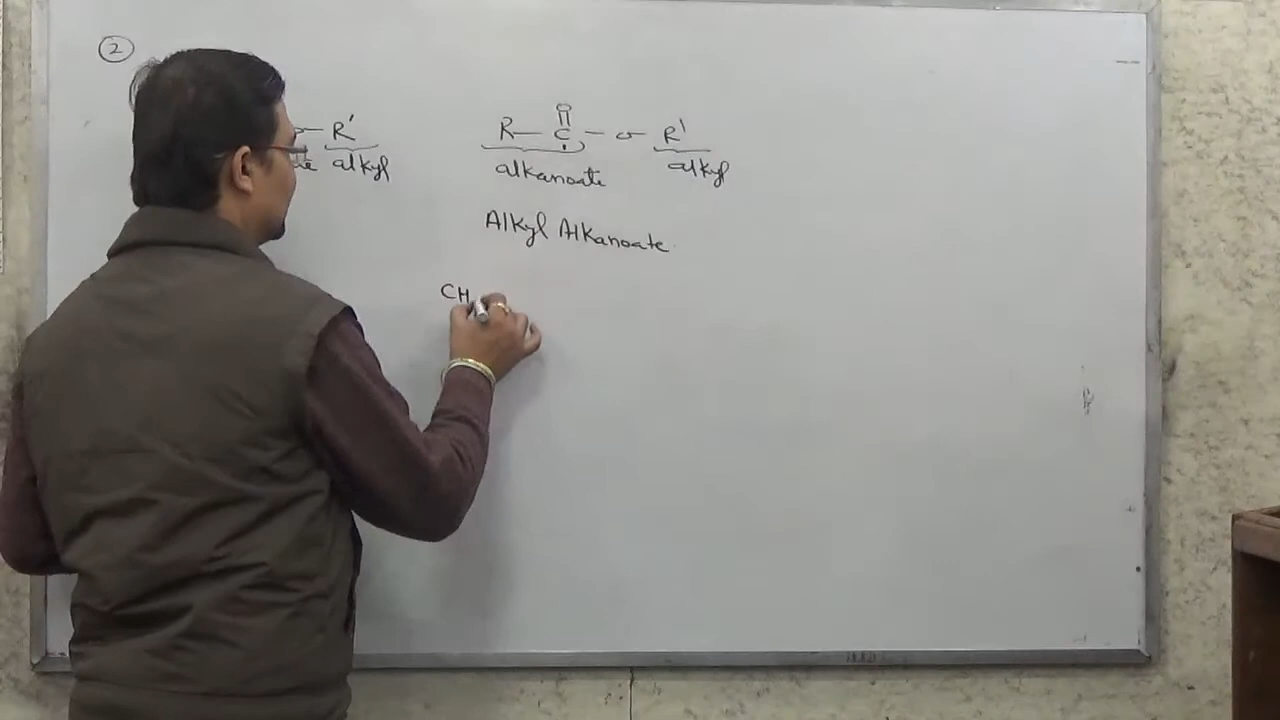 ②
O
R' R — C — O — R'
alkyl alkanoate alkyl
Alkyl Alkanoate
CH